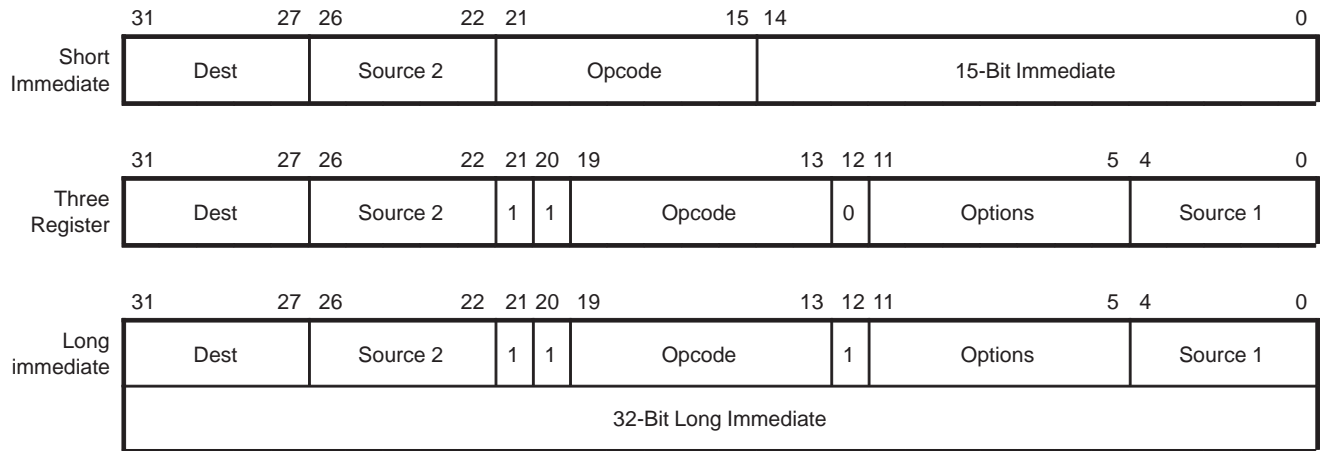 31 27 26 22 21 15 14 0
Short
Immediate
Dest Source 2 Opcode 15-Bit Immediate
31 27 26 22 21 20 19 13 12 11 5 4 0
Three
Register
Dest Source 2 1 1 Opcode 0 Options Source 1
31 27 26 22 21 20 19 13 12 11 5 4 0
Long
immediate
Dest Source 2 1 1 Opcode 1 Options Source 1
32-Bit Long Immediate